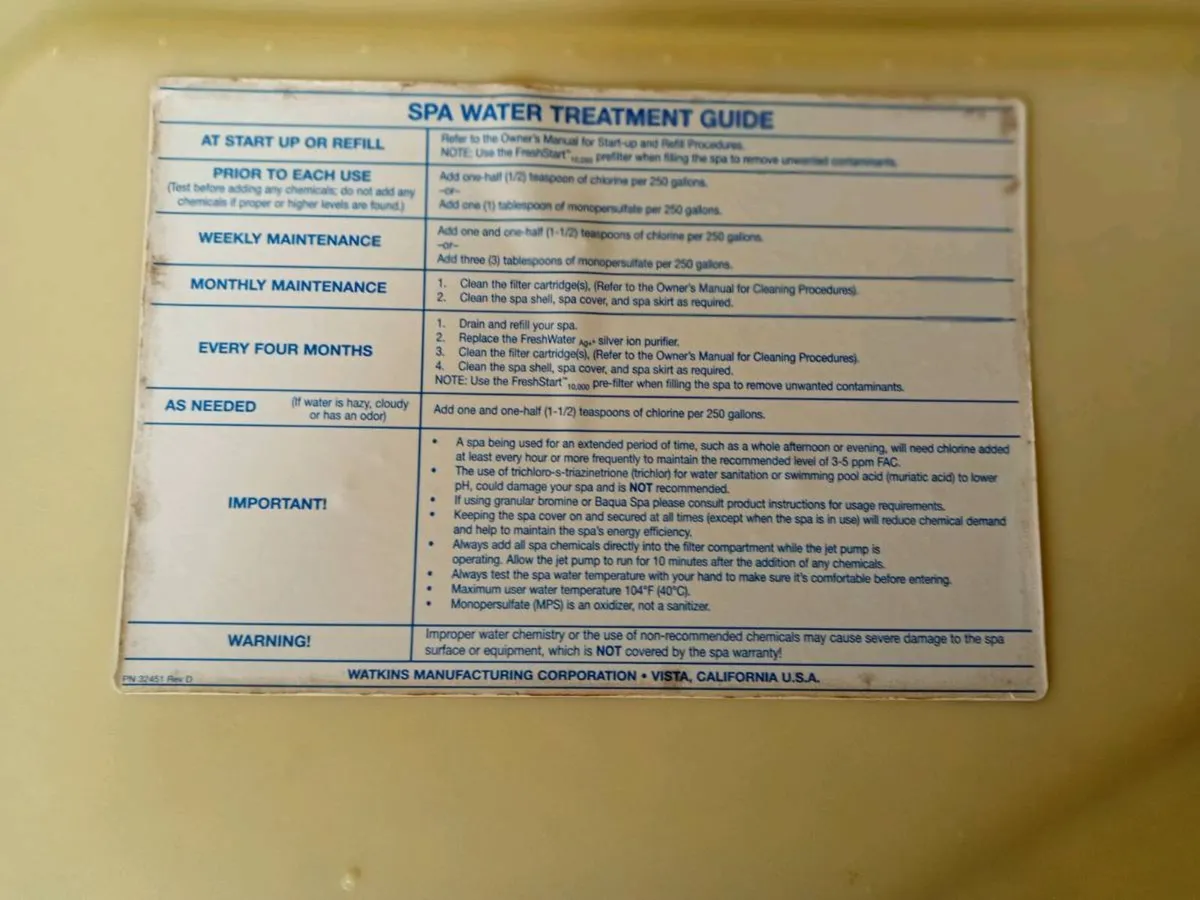 SPA WATER TREATMENT GUIDE
AT START UP OR REFILL
Refer to the Owner's Manual for Start-up and Refill Procedures.
NOTE: Use the FreshStart™10,000 prefilter when filling the spa to remove unwanted contaminants.
PRIOR TO EACH USE
(Test before adding any chemicals; do not add any
chemicals if proper or higher levels are found.)
Add one-half (1/2) teaspoon of chlorine per 250 gallons.
–or–
Add one (1) tablespoon of monopersulfate per 250 gallons.
WEEKLY MAINTENANCE
Add one and one-half (1-1/2) teaspoons of chlorine per 250 gallons.
–or–
Add three (3) tablespoons of monopersulfate per 250 gallons.
MONTHLY MAINTENANCE
1. Clean the filter cartridge(s), (Refer to the Owner's Manual for Cleaning Procedures).
2. Clean the spa shell, spa cover, and spa skirt as required.
EVERY FOUR MONTHS
1. Drain and refill your spa.
2. Replace the FreshWater Ag+ silver ion purifier.
3. Clean the filter cartridge(s), (Refer to the Owner's Manual for Cleaning Procedures).
4. Clean the spa shell, spa cover, and spa skirt as required.
NOTE: Use the FreshStart™10,000 pre-filter when filling the spa to remove unwanted contaminants.
AS NEEDED (If water is hazy, cloudy
or has an odor)
Add one and one-half (1-1/2) teaspoons of chlorine per 250 gallons.
IMPORTANT!
• A spa being used for an extended period of time, such as a whole afternoon or evening, will need chlorine added
at least every hour or more frequently to maintain the recommended level of 3-5 ppm FAC.
• The use of trichloro-s-triazinetrione (trichlor) for water sanitation or swimming pool acid (muriatic acid) to lower
pH, could damage your spa and is NOT recommended.
• If using granular bromine or Baqua Spa please consult product instructions for usage requirements.
• Keeping the spa cover on and secured at all times (except when the spa is in use) will reduce chemical demand
and help to maintain the spa's energy efficiency.
• Always add all spa chemicals directly into the filter compartment while the jet pump is
operating. Allow the jet pump to run for 10 minutes after the addition of any chemicals.
• Always test the spa water temperature with your hand to make sure it's comfortable before entering.
• Maximum user water temperature 104°F (40°C).
• Monopersulfate (MPS) is an oxidizer, not a sanitizer.
WARNING!
Improper water chemistry or the use of non-recommended chemicals may cause severe damage to the spa
surface or equipment, which is NOT covered by the spa warranty!
PN 32451 Rev D
WATKINS MANUFACTURING CORPORATION • VISTA, CALIFORNIA U.S.A.